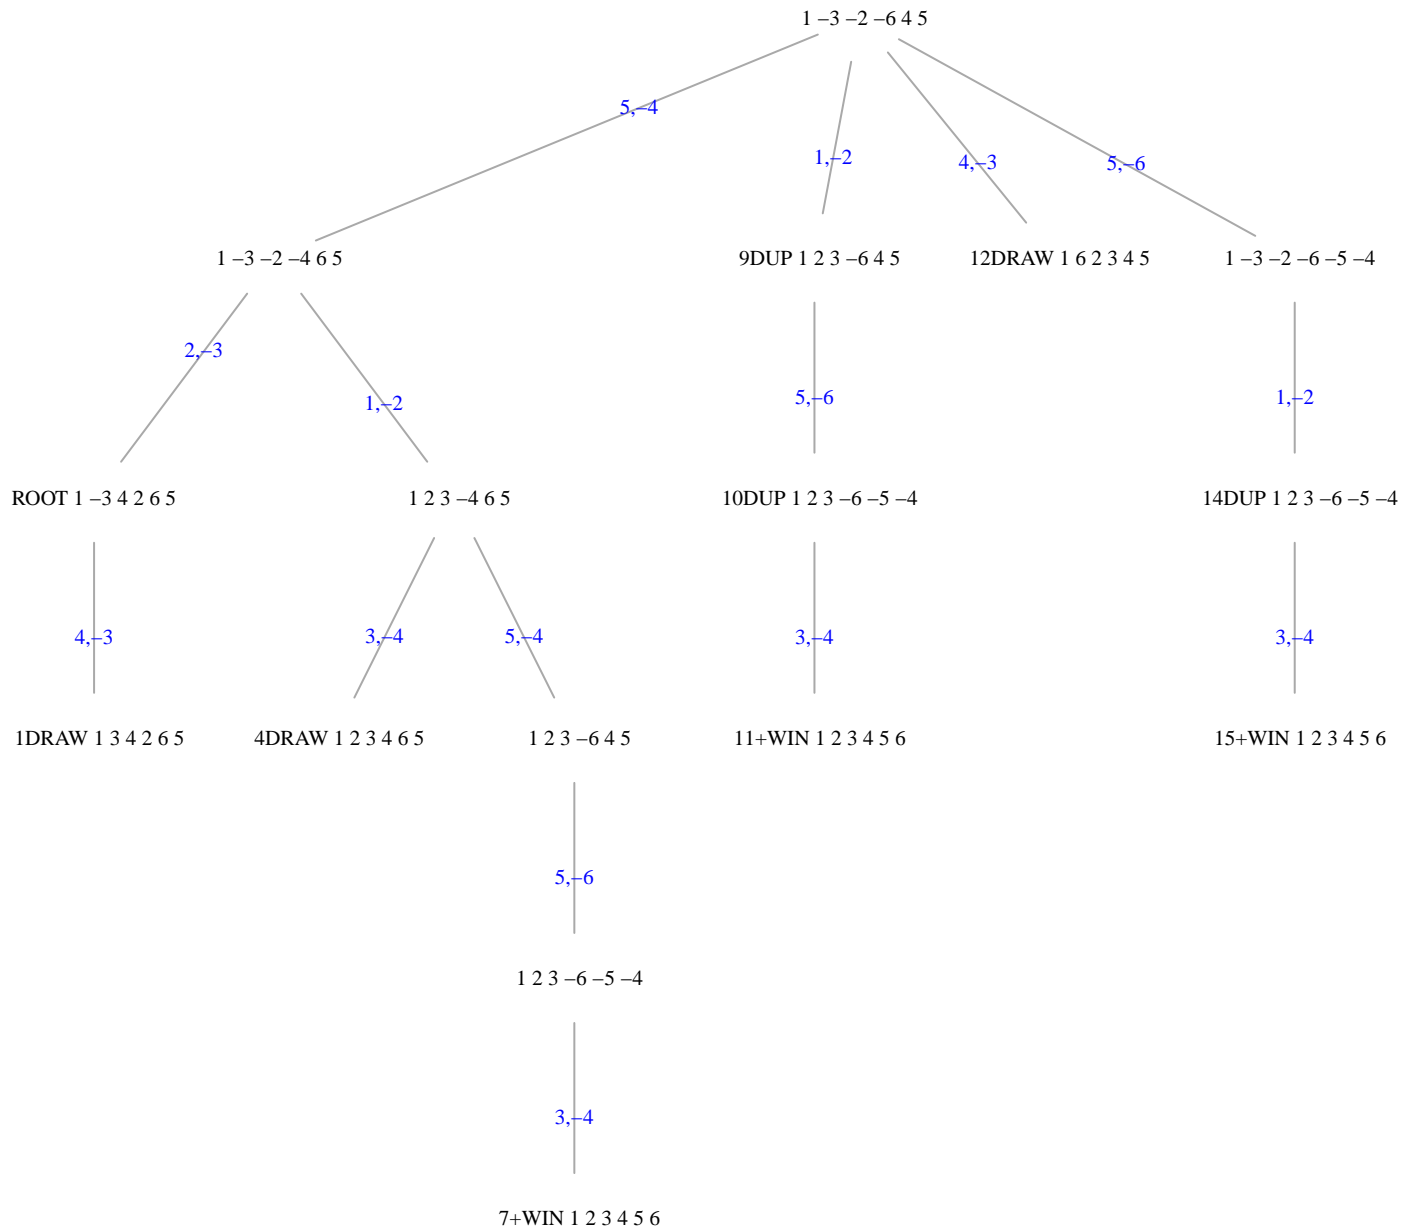 1 –3 –2 –6 4 5
5,–4
1,–2
4,–3
5,–6
1 –3 –2 –4 6 5
9DUP 1 2 3 –6 4 5
12DRAW 1 6 2 3 4 5
1 –3 –2 –6 –5 –4
2,–3
1,–2
5,–6
1,–2
ROOT 1 –3 4 2 6 5
1 2 3 –4 6 5
10DUP 1 2 3 –6 –5 –4
14DUP 1 2 3 –6 –5 –4
4,–3
3,–4
5,–4
3,–4
3,–4
1DRAW 1 3 4 2 6 5
4DRAW 1 2 3 4 6 5
1 2 3 –6 4 5
11+WIN 1 2 3 4 5 6
15+WIN 1 2 3 4 5 6
5,–6
1 2 3 –6 –5 –4
3,–4
7+WIN 1 2 3 4 5 6